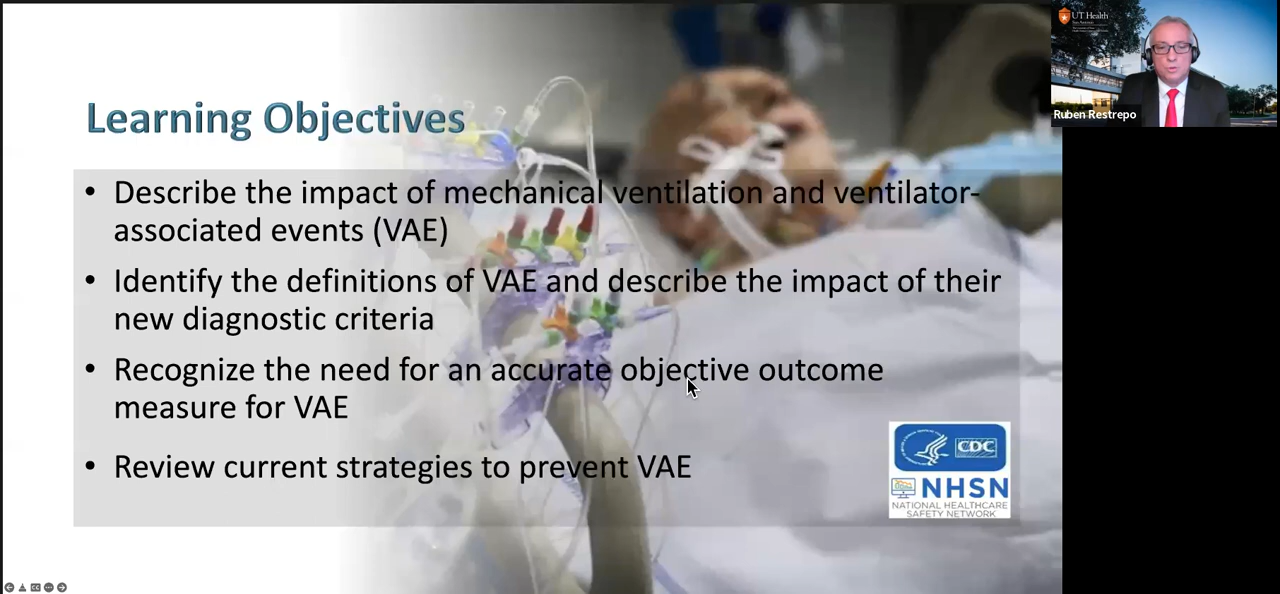 UT Health
San Antonio
Ruben Restrepo
Learning Objectives
• Describe the impact of mechanical ventilation and ventilator-
associated events (VAE)
• Identify the definitions of VAE and describe the impact of their
new diagnostic criteria
• Recognize the need for an accurate objective outcome
measure for VAE
• Review current strategies to prevent VAE
CDC
NHSN
NATIONAL HEALTHCARE
SAFETY NETWORK